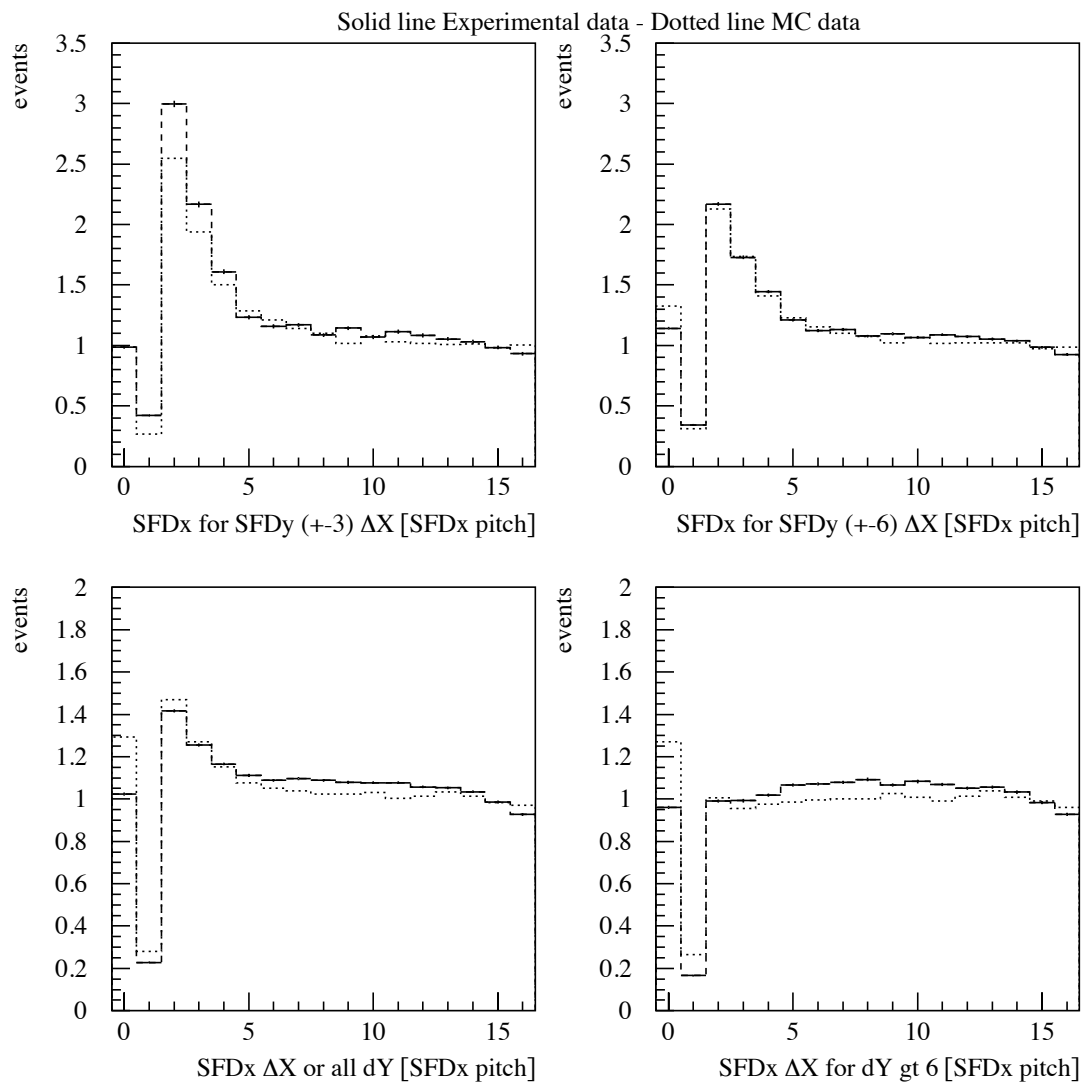 Solid line Experimental data - Dotted line MC data
events
3.5
3
2.5
2
1.5
1
0.5
0
0 5 10 15
SFDx for SFDy (+-3) ΔX [SFDx pitch]
events
3.5
3
2.5
2
1.5
1
0.5
0
0 5 10 15
SFDx for SFDy (+-6) ΔX [SFDx pitch]
events
2
1.8
1.6
1.4
1.2
1
0.8
0.6
0.4
0.2
0
0 5 10 15
SFDx ΔX or all dY [SFDx pitch]
events
2
1.8
1.6
1.4
1.2
1
0.8
0.6
0.4
0.2
0
0 5 10 15
SFDx ΔX for dY gt 6 [SFDx pitch]